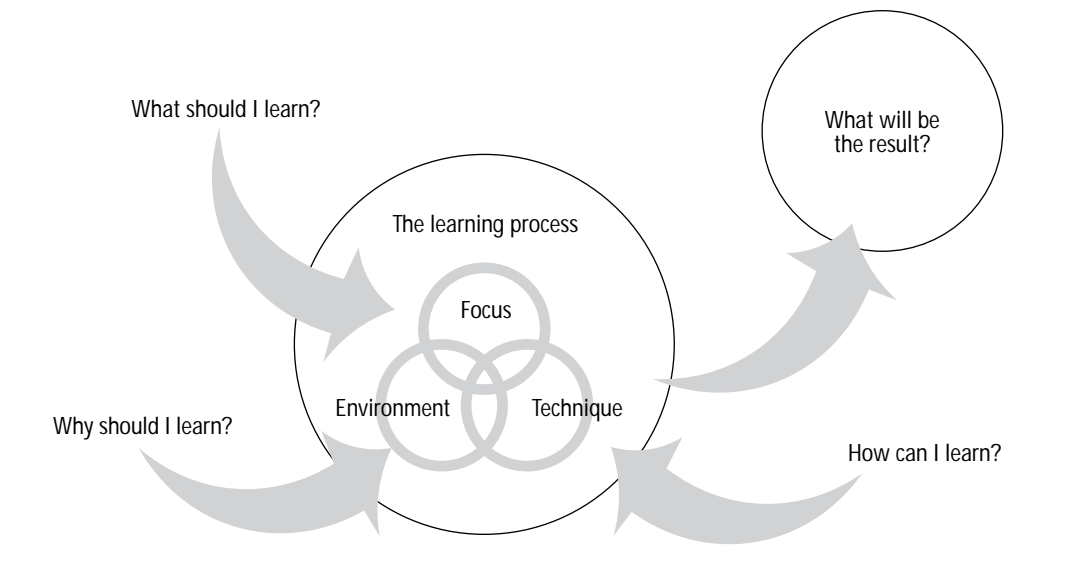 What should I learn?
What will be
the result?
The learning process
Focus
Environment
Technique
Why should I learn?
How can I learn?